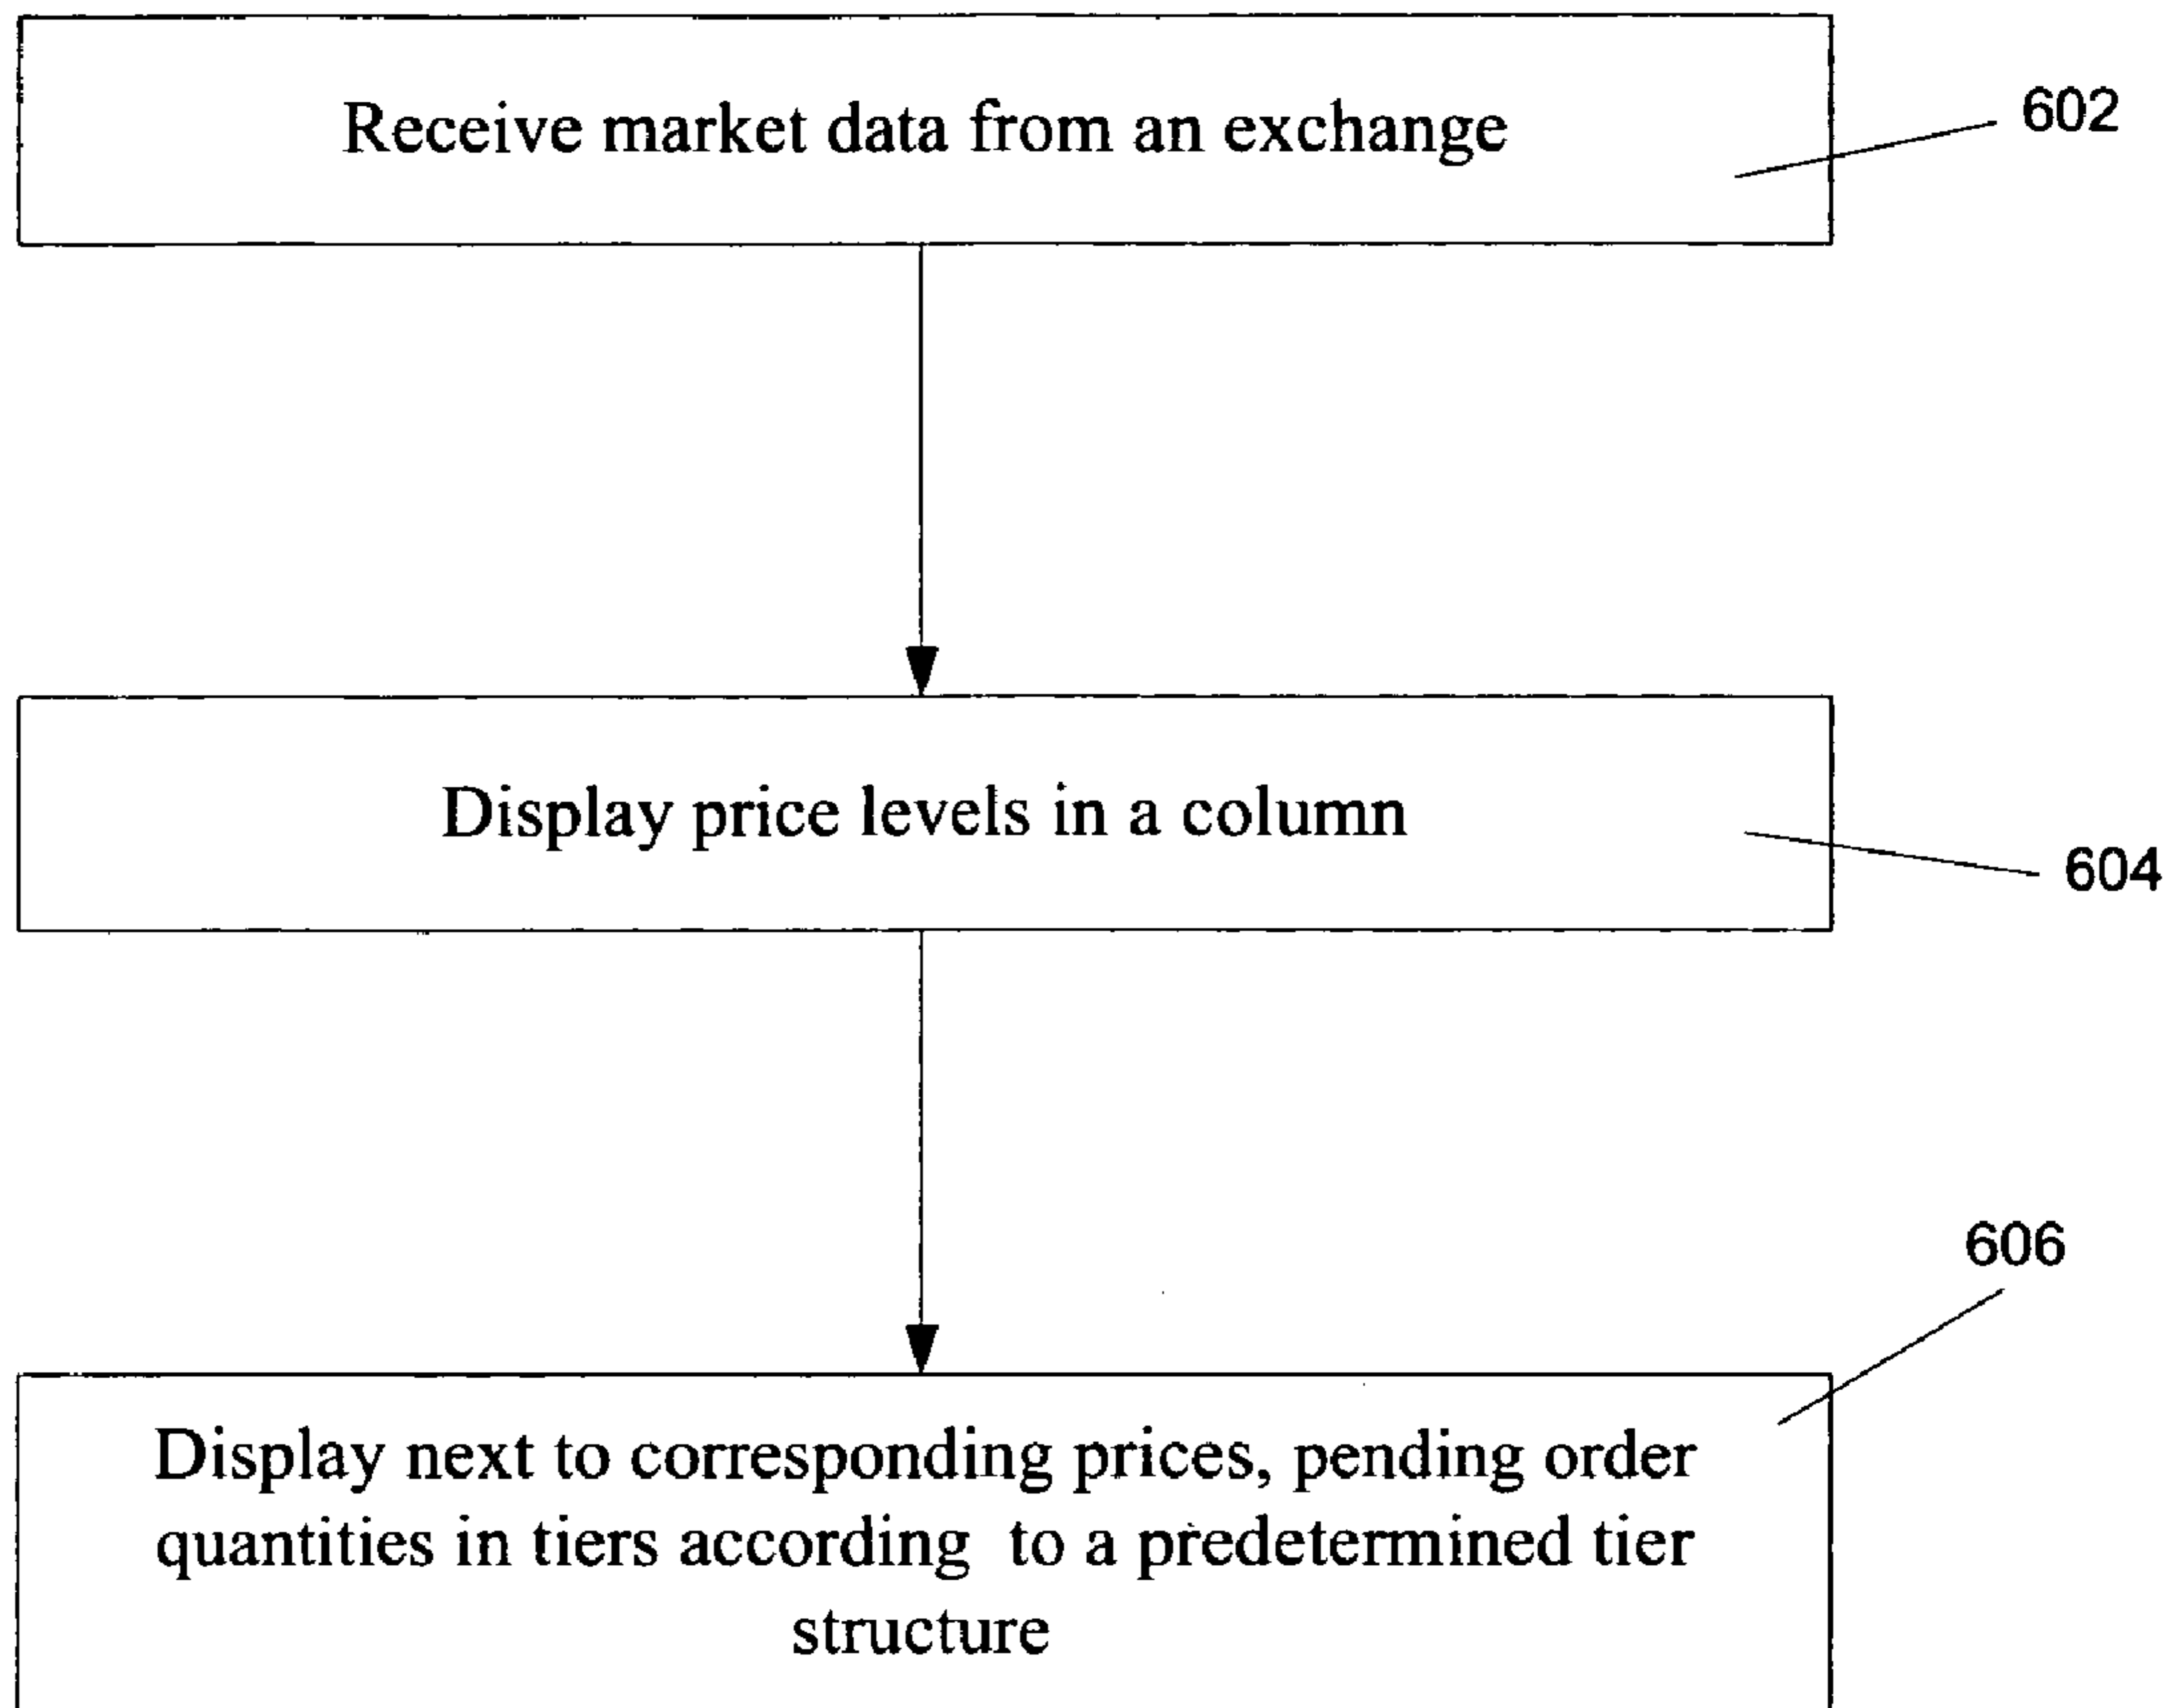 Receive market data from an exchange
602
Display price levels in a column
604
606
Display next to corresponding prices, pending order
quantities in tiers according to a predetermined tier
structure